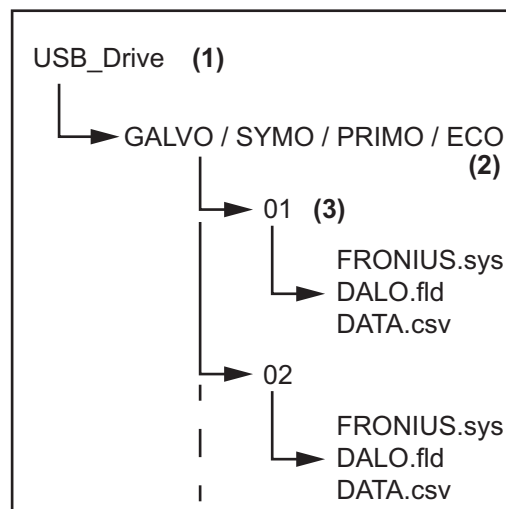 USB_Drive (1)
GALVO / SYMO / PRIMO / ECO
(2)
01 (3)
FRONIUS.sys
DALO.fld
DATA.csv
02
FRONIUS.sys
DALO.fld
DATA.csv